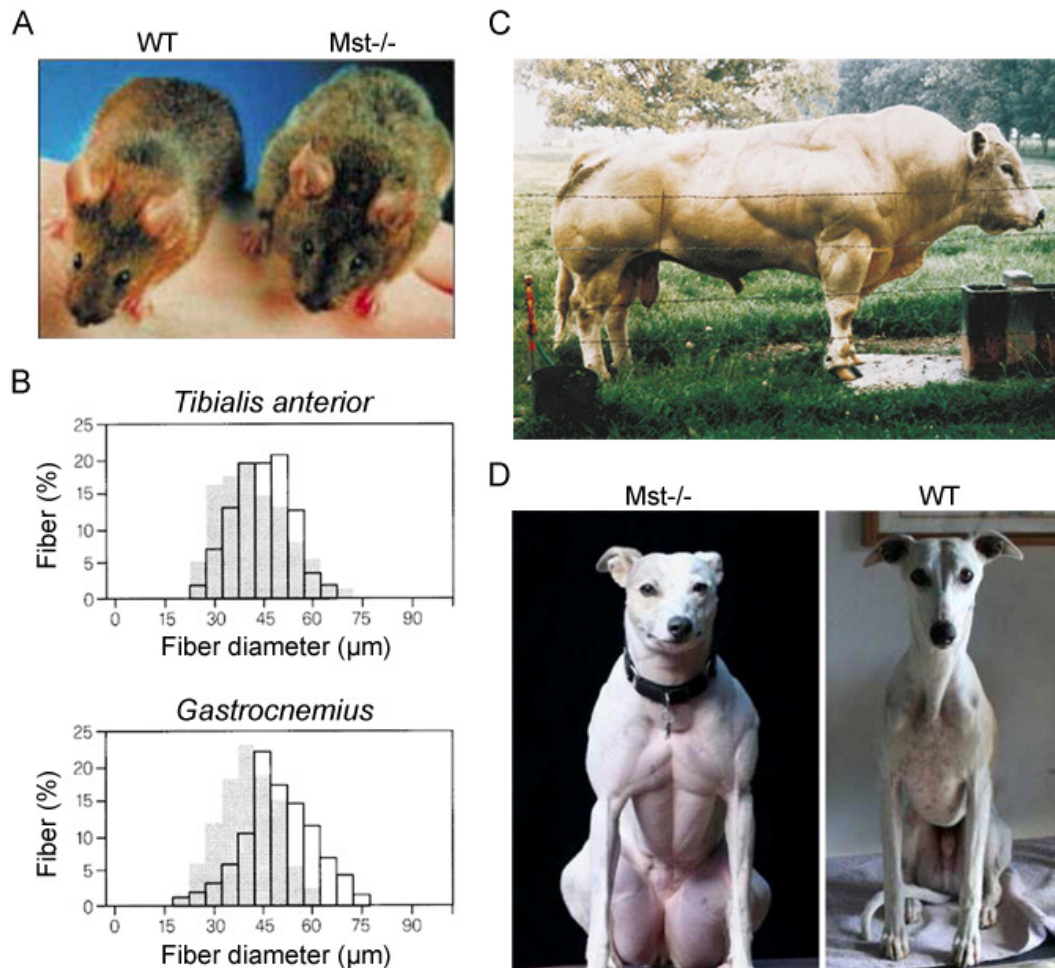 A
WT Mst-/-
B
Tibialis anterior
25
20
15
10
5
0
Fiber (%)
0 15 30 45 60 75 90
Fiber diameter (µm)
Gastrocnemius
25
20
15
10
5
0
Fiber (%)
0 15 30 45 60 75 90
Fiber diameter (µm)
C
D
Mst-/- WT